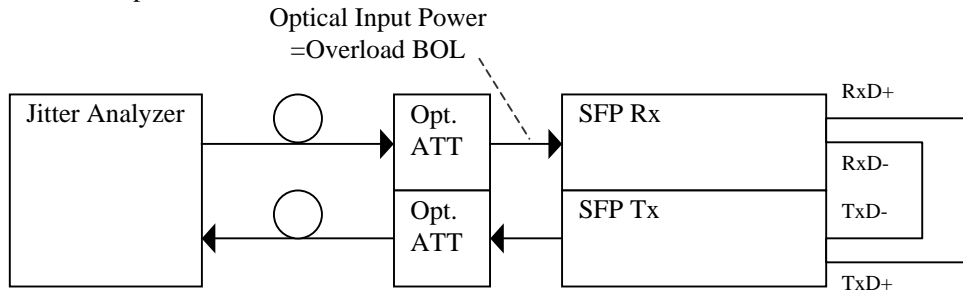 Optical Input Power
=Overload BOL
Jitter Analyzer
Opt.
ATT
SFP Rx
RxD+
RxD-
Opt.
ATT
SFP Tx
TxD-
TxD+